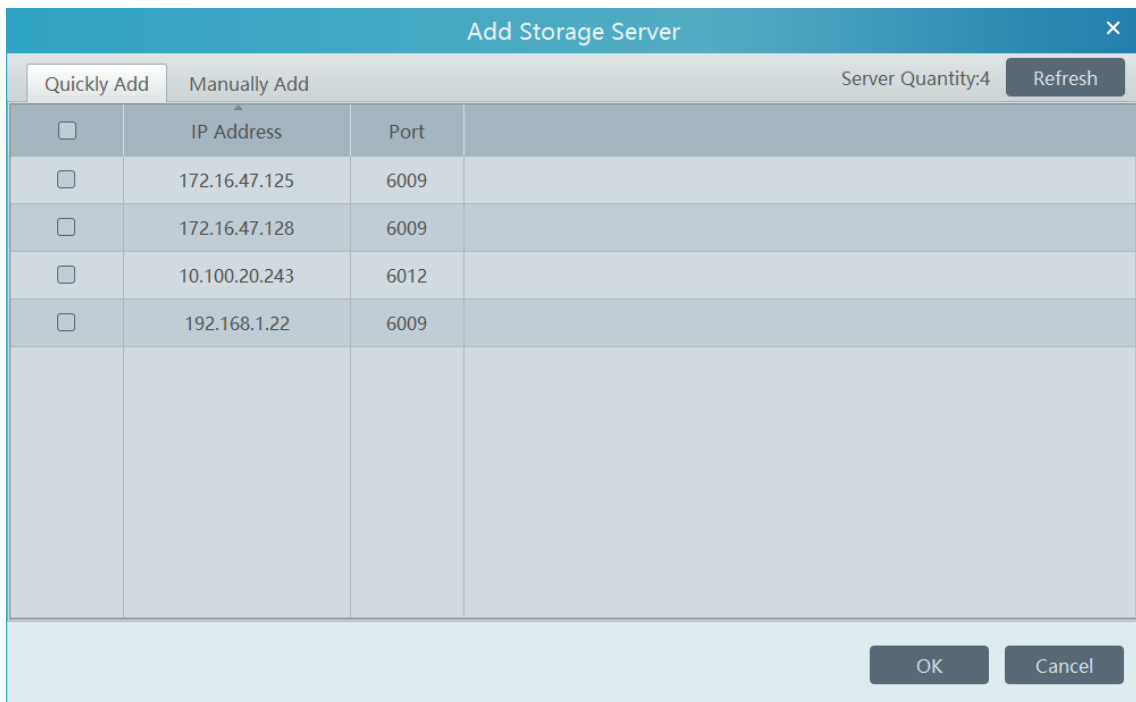 Add Storage Server
Quickly Add Manually Add Server Quantity:4 Refresh
IP Address Port
172.16.47.125 6009
172.16.47.128 6009
10.100.20.243 6012
192.168.1.22 6009
OK Cancel